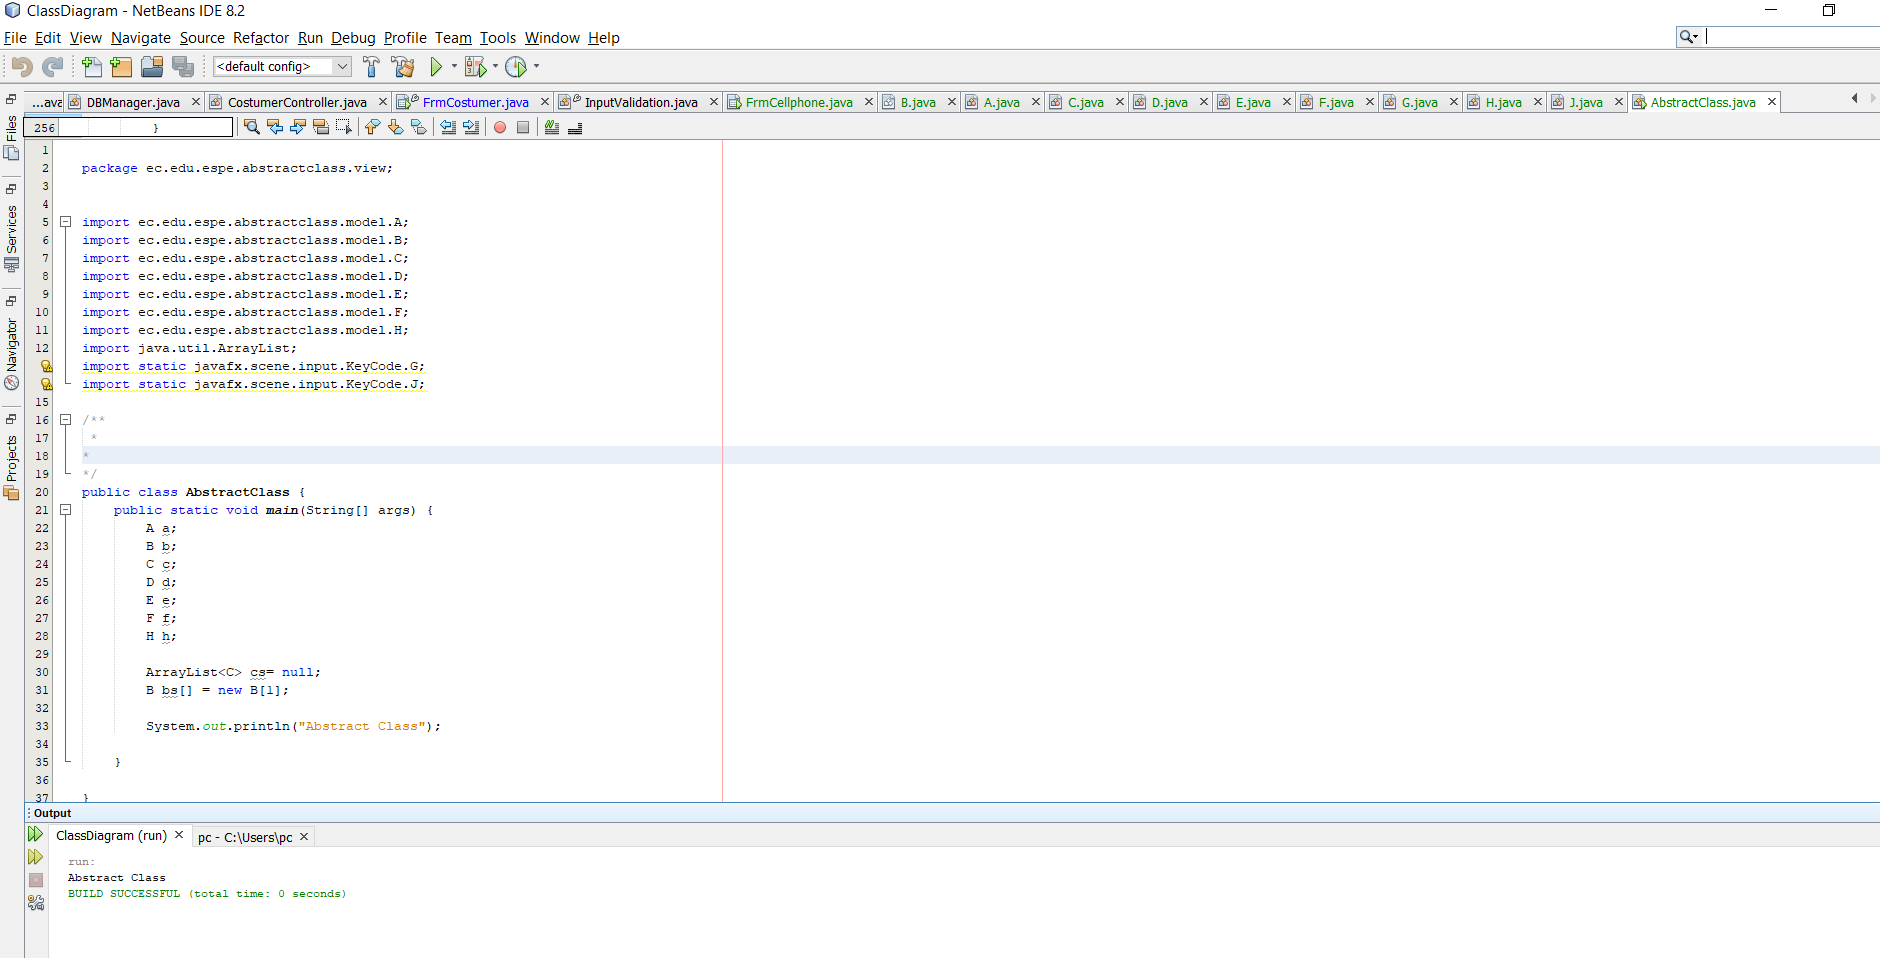 ClassDiagram - NetBeans IDE 8.2
File Edit View Navigate Source Refactor Run Debug Profile Team Tools Window Help
<default config>
...ava DBManager.java CostumerController.java FrmCostumer.java InputValidation.java FrmCellphone.java B.java A.java C.java D.java E.java F.java G.java H.java J.java AbstractClass.java
256 }
Files
Services
Navigator
Projects
1
2 package ec.edu.espe.abstractclass.view;
3
4
5 import ec.edu.espe.abstractclass.model.A;
6 import ec.edu.espe.abstractclass.model.B;
7 import ec.edu.espe.abstractclass.model.C;
8 import ec.edu.espe.abstractclass.model.D;
9 import ec.edu.espe.abstractclass.model.E;
10 import ec.edu.espe.abstractclass.model.F;
11 import ec.edu.espe.abstractclass.model.H;
12 import java.util.ArrayList;
import static javafx.scene.input.KeyCode.G;
import static javafx.scene.input.KeyCode.J;
15
16 /**
17 *
18 *
19 */
20 public class AbstractClass {
21 public static void main(String[] args) {
22 A a;
23 B b;
24 C c;
25 D d;
26 E e;
27 F f;
28 H h;
29
30 ArrayList<C> cs= null;
31 B bs[] = new B[1];
32
33 System.out.println("Abstract Class");
34
35 }
36
37 }
Output
ClassDiagram (run) pc - C:\Users\pc
run:
Abstract Class
BUILD SUCCESSFUL (total time: 0 seconds)